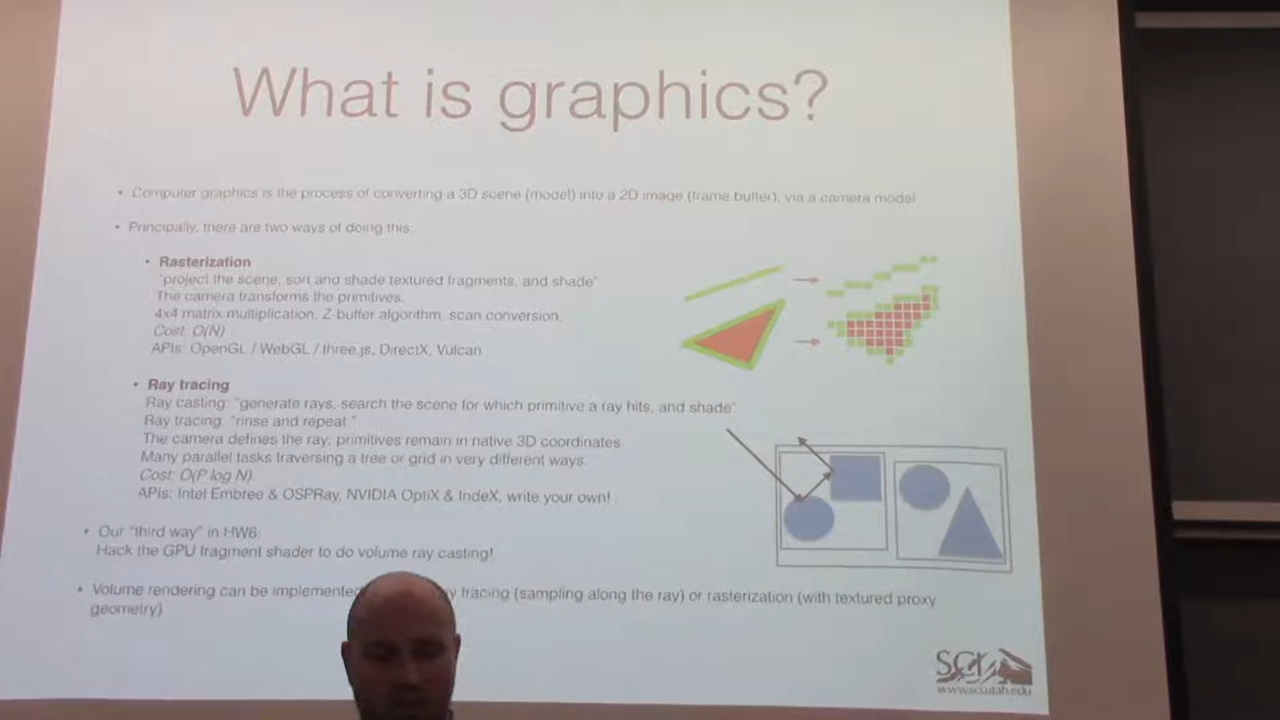 What is graphics?
• Computer graphics is the process of converting a 3D scene (model) into a 2D image (frame buffer), via a camera model
• Principally, there are two ways of doing this:
• Rasterization
"project the scene, sort and shade textured fragments, and shade"
The camera transforms the primitives.
4x4 matrix multiplication, Z-buffer algorithm, scan conversion.
Cost: O(N)
APIs: OpenGL / WebGL / three.js, DirectX, Vulcan
• Ray tracing
Ray casting: "generate rays, search the scene for which primitive a ray hits, and shade"
Ray tracing: "rinse and repeat."
The camera defines the ray; primitives remain in native 3D coordinates.
Many parallel tasks traversing a tree or grid in very different ways.
Cost: O(P log N)
APIs: Intel Embree & OSPRay, NVIDIA OptiX & IndeX, write your own!
• Our "third way" in HW6:
Hack the GPU fragment shader to do volume ray casting!
• Volume rendering can be implemented tracing (sampling along the ray) or rasterization (with textured proxy
geometry)
SCI
www.sci.utah.edu